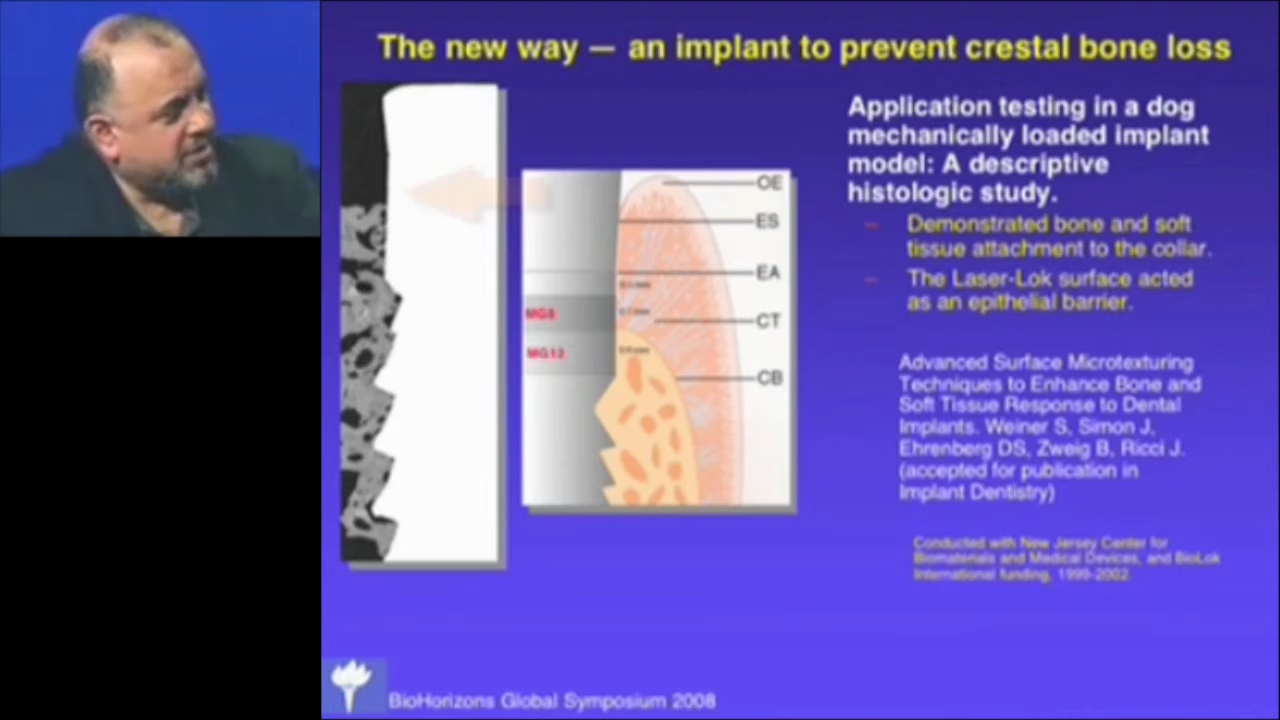 The new way — an implant to prevent crestal bone loss
Application testing in a dog
mechanically loaded implant
model: A descriptive
histologic study.
– Demonstrated bone and soft
tissue attachment to the collar.
– The Laser-Lok surface acted
as an epithelial barrier.
OE
ES
EA
CT
CB
MG8
MG12
Advanced Surface Microtexturing
Techniques to Enhance Bone and
Soft Tissue Response to Dental
Implants. Weiner S, Simon J,
Ehrenberg DS, Zweig B, Ricci J.
(accepted for publication in
Implant Dentistry)
Conducted with New Jersey Center for
Biomaterials and Medical Devices, and BioLok
International funding, 1999-2002.
BioHorizons Global Symposium 2008